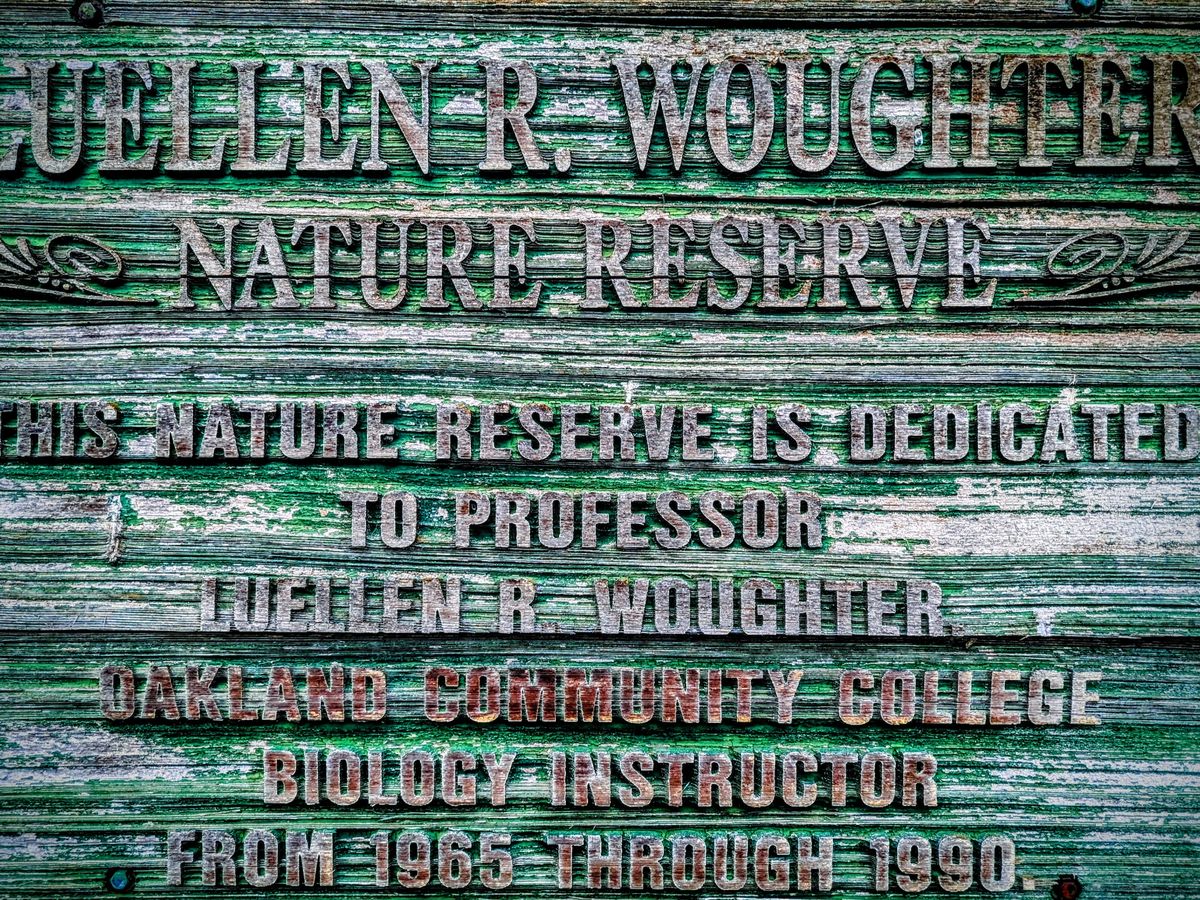 LUELLEN R. WOUGHTER
NATURE RESERVE
THIS NATURE RESERVE IS DEDICATED
TO PROFESSOR
LUELLEN R. WOUGHTER,
OAKLAND COMMUNITY COLLEGE
BIOLOGY INSTRUCTOR
FROM 1965 THROUGH 1990.